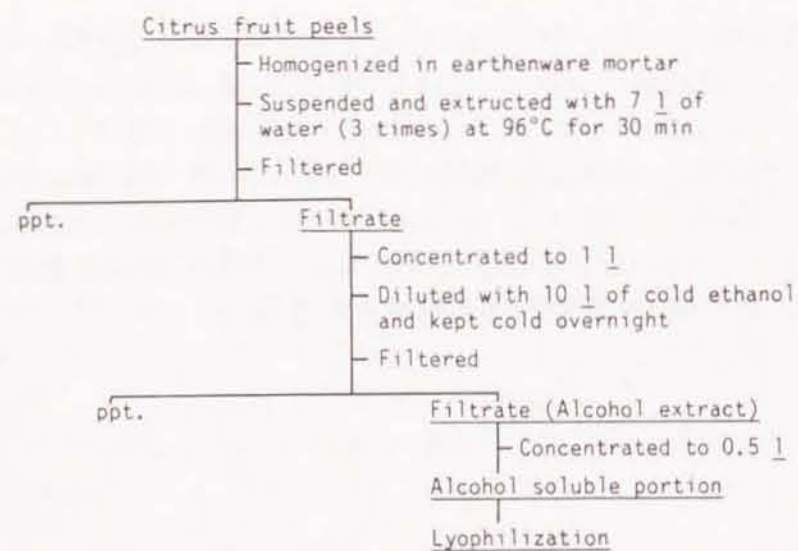 Citrus fruit peels
Homogenized in earthenware mortar
Suspended and extructed with 7 l of
water (3 times) at 96°C for 30 min
Filtered
ppt.
Filtrate
Concentrated to 1 l
Diluted with 10 l of cold ethanol
and kept cold overnight
Filtered
ppt.
Filtrate (Alcohol extract)
Concentrated to 0.5 l
Alcohol soluble portion
Lyophilization